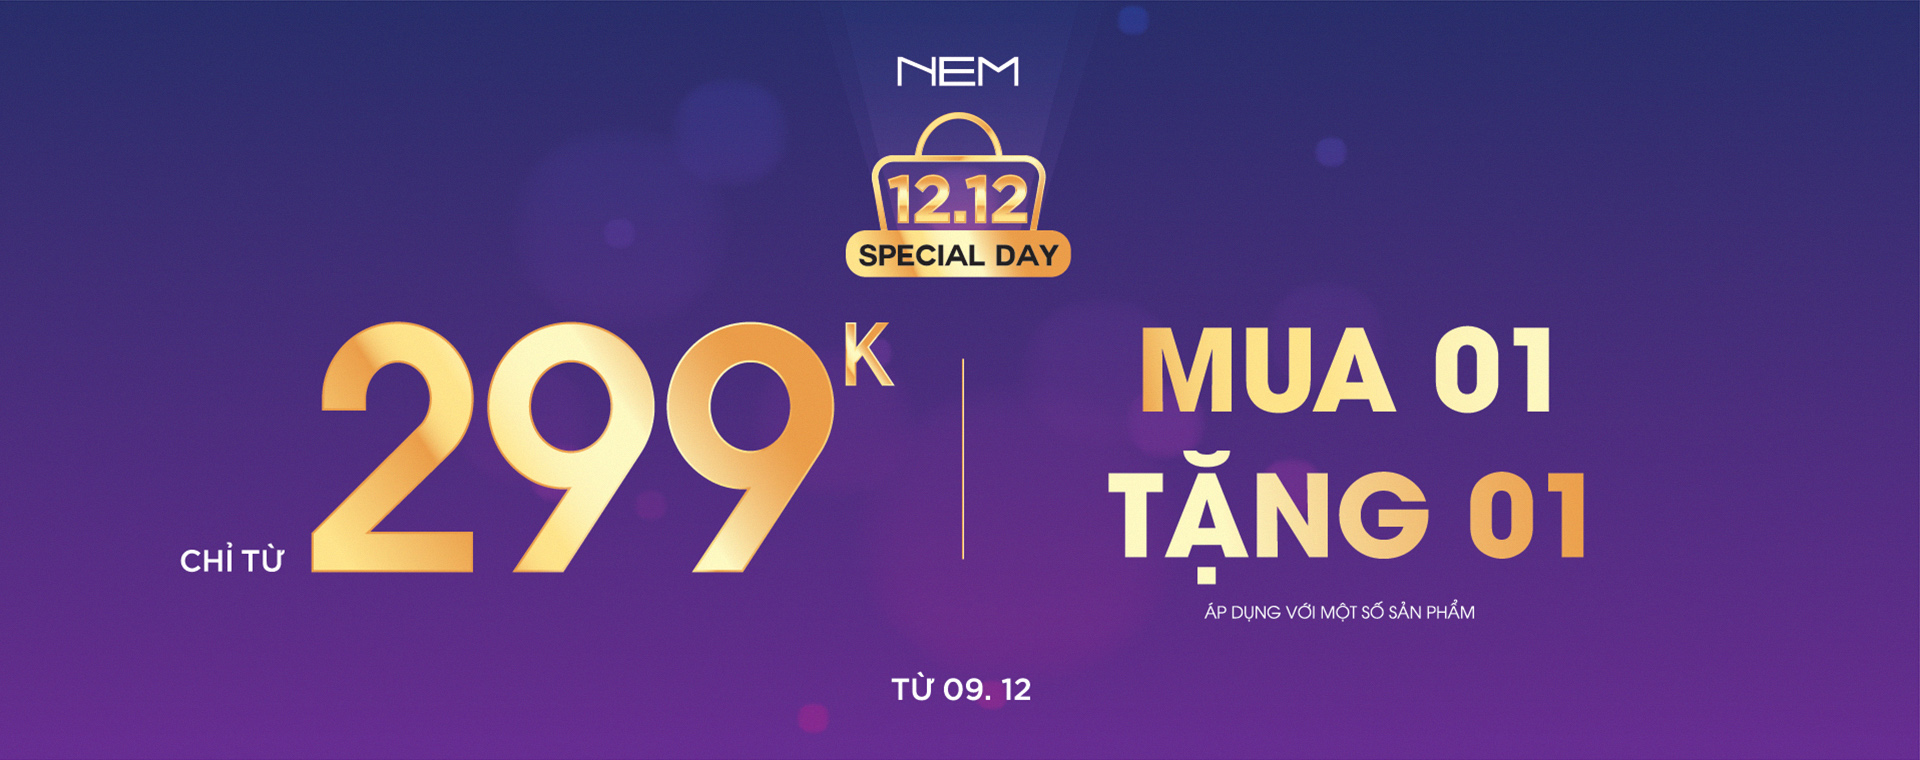 NEM
12.12
SPECIAL DAY
CHỈ TỪ 299K
MUA 01
TẶNG 01
ÁP DỤNG VỚI MỘT SỐ SẢN PHẨM
TỪ 09. 12